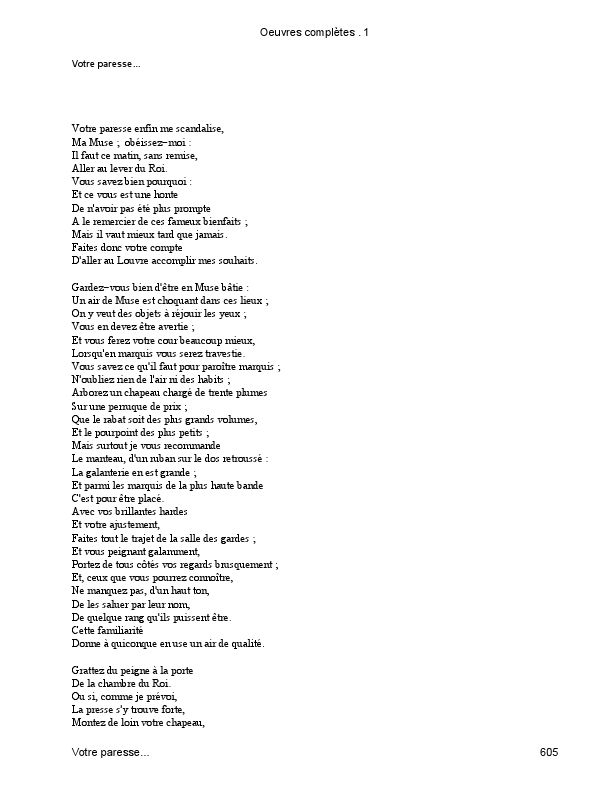 Oeuvres complètes . 1
Votre paresse...
Votre paresse enfin me scandalise,
Ma Muse ; obéissez-moi :
Il faut ce matin, sans remise,
Aller au lever du Roi.
Vous savez bien pourquoi :
Et ce vous est une honte
De n'avoir pas été plus prompte
A le remercier de ces fameux bienfaits ;
Mais il vaut mieux tard que jamais.
Faites donc votre compte
D'aller au Louvre accomplir mes souhaits.
Gardez-vous bien d'être en Muse bâtie :
Un air de Muse est choquant dans ces lieux ;
On y veut des objets à réjouir les yeux ;
Vous en devez être avertie ;
Et vous ferez votre cour beaucoup mieux,
Lorsqu'en marquis vous serez travestie.
Vous savez ce qu'il faut pour paroître marquis ;
N'oubliez rien de l'air ni des habits ;
Arborez un chapeau chargé de trente plumes
Sur une perruque de prix ;
Que le rabat soit des plus grands volumes,
Et le pourpoint des plus petits ;
Mais surtout je vous recommande
Le manteau, d'un ruban sur le dos retroussé :
La galanterie en est grande ;
Et parmi les marquis de la plus haute bande
C'est pour être placé.
Avec vos brillantes hardes
Et votre ajustement,
Faites tout le trajet de la salle des gardes ;
Et vous peignant galamment,
Portez de tous côtés vos regards brusquement ;
Et, ceux que vous pourrez connoître,
Ne manquez pas, d'un haut ton,
De les saluer par leur nom,
De quelque rang qu'ils puissent être.
Cette familiarité
Donne à quiconque en use un air de qualité.
Grattez du peigne à la porte
De la chambre du Roi.
Ou si, comme je prévoi,
La presse s'y trouve forte,
Montez de loin votre chapeau,
Votre paresse... 605